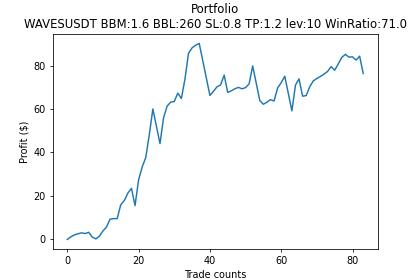 Portfolio
WAVESUSDT BBM:1.6 BBL:260 SL:0.8 TP:1.2 lev:10 WinRatio:71.0
Profit ($)
80
60
40
20
0
0 20 40 60 80
Trade counts